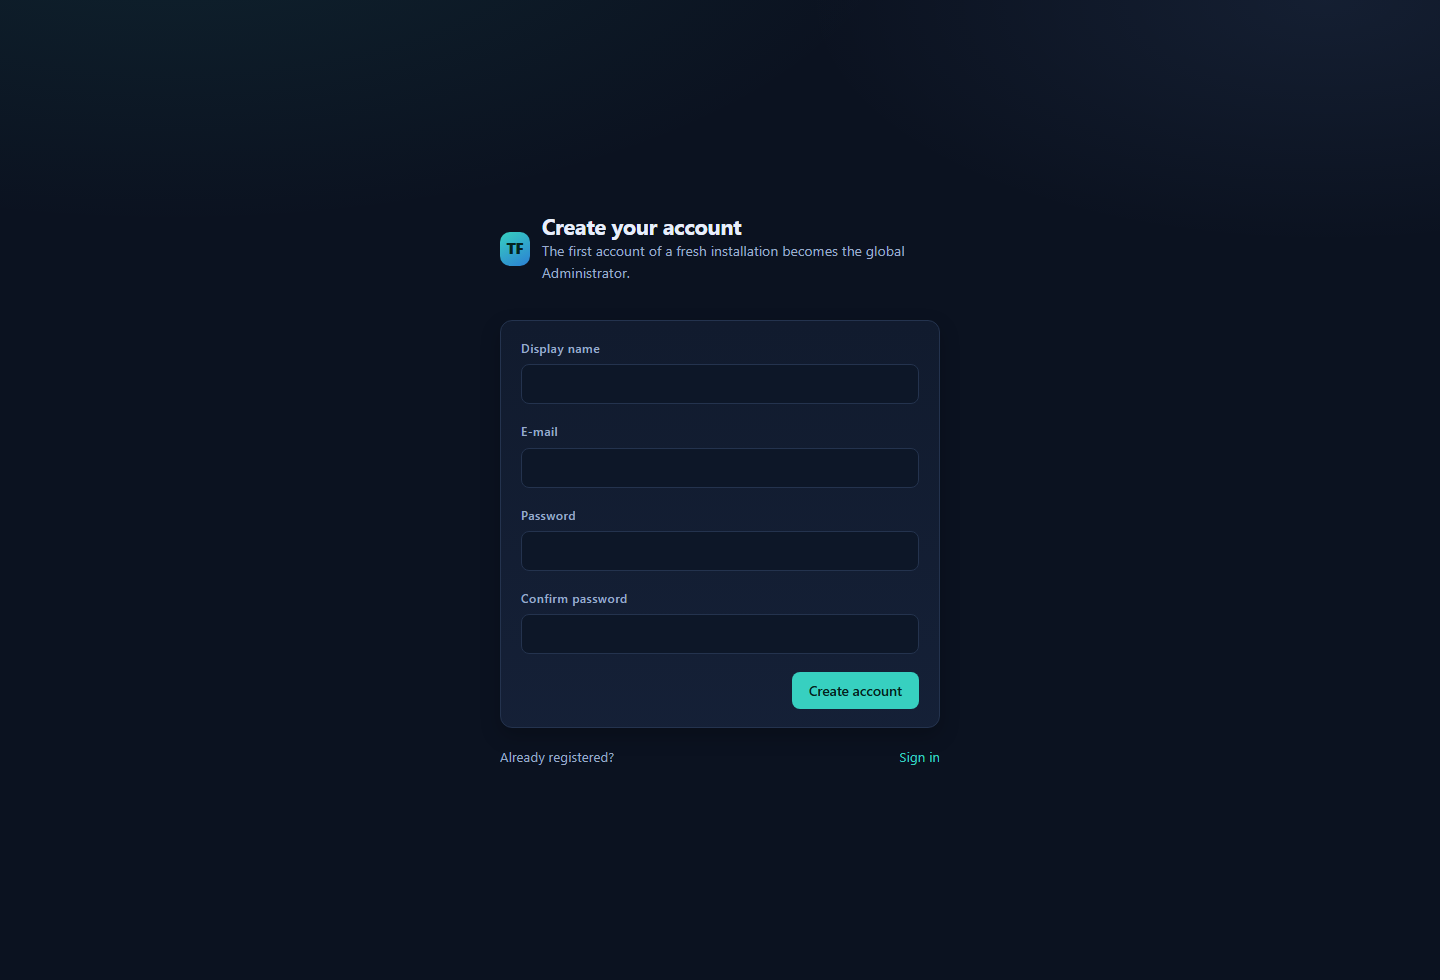 TF
Create your account
The first account of a fresh installation becomes the global
Administrator.
Display name
E-mail
Password
Confirm password
Create account
Already registered?
Sign in